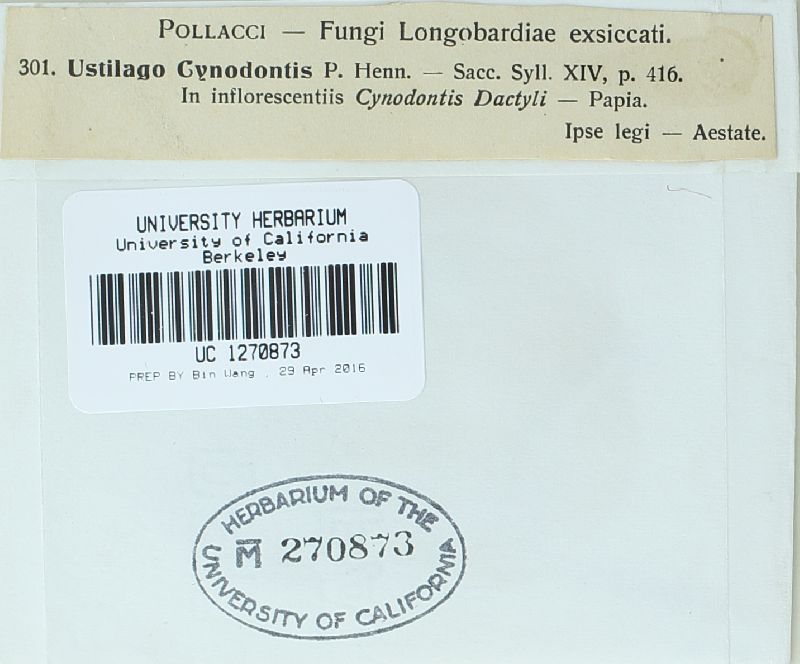 POLLACCI — Fungi Longobardiae exsiccati.
301. Ustilago Cynodontis P. Henn. — Sacc. Syll. XIV, p. 416.
In inflorescentiis Cynodontis Dactyli — Papia.
Ipse legi — Aestate.
UNIVERSITY HERBARIUM
University of California
Berkeley
UC 1270873
PREP BY Bin Wang . 29 Apr 2016
HERBARIUM OF THE
M̅ 270873
UNIVERSITY OF CALIFORNIA